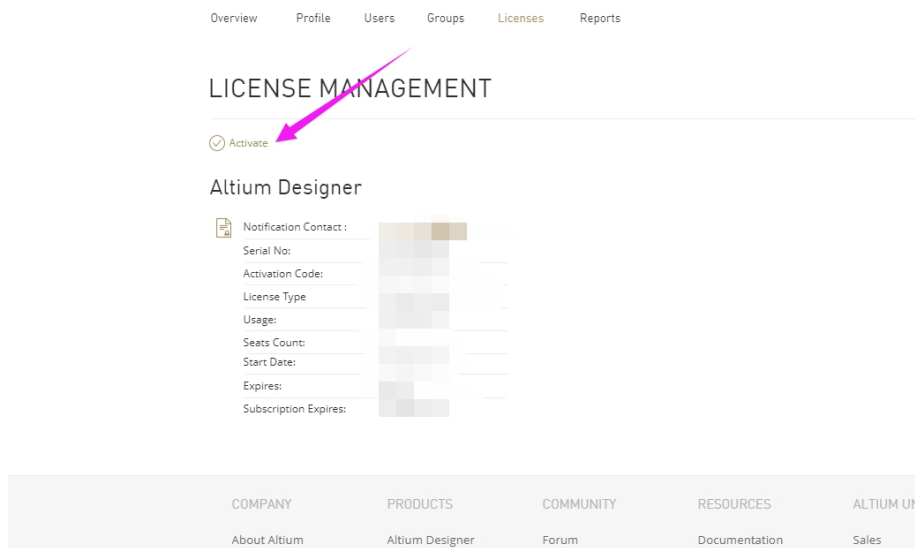 Overview Profile Users Groups Licenses Reports
LICENSE MANAGEMENT
Activate
Altium Designer
Notification Contact :
Serial No:
Activation Code:
License Type
Usage:
Seats Count:
Start Date:
Expires:
Subscription Expires:
COMPANY PRODUCTS COMMUNITY RESOURCES ALTIUM UN
About Altium Altium Designer Forum Documentation Sales